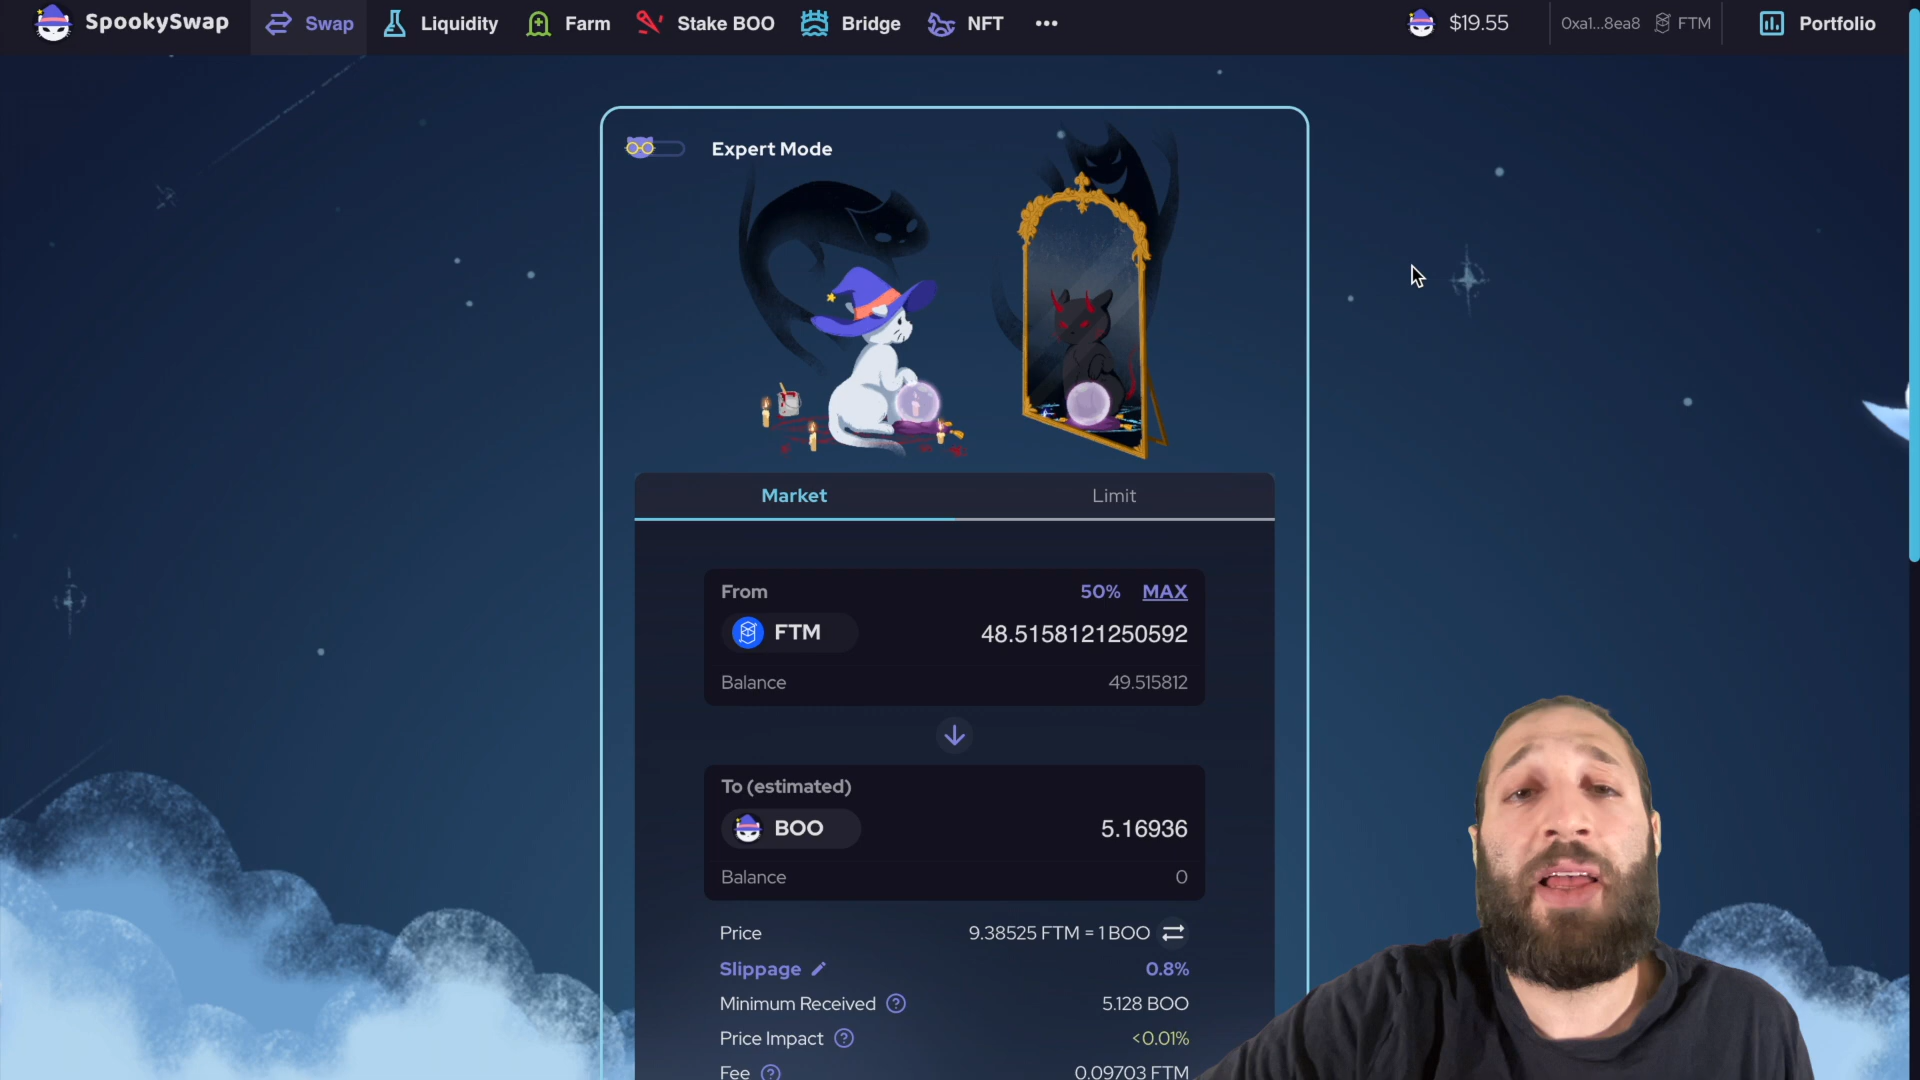 SpookySwap
Swap
Liquidity
Farm
Stake BOO
Bridge
NFT
$19.55
0xa1...8ea8
FTM
Portfolio
Expert Mode
Market
Limit
From
50%
MAX
FTM
48.5158121250592
Balance
49.515812
To (estimated)
BOO
5.16936
Balance
0
Price
9.38525 FTM = 1 BOO
Slippage
0.8%
Minimum Received
5.128 BOO
Price Impact
<0.01%
Fee
0.09703 FTM